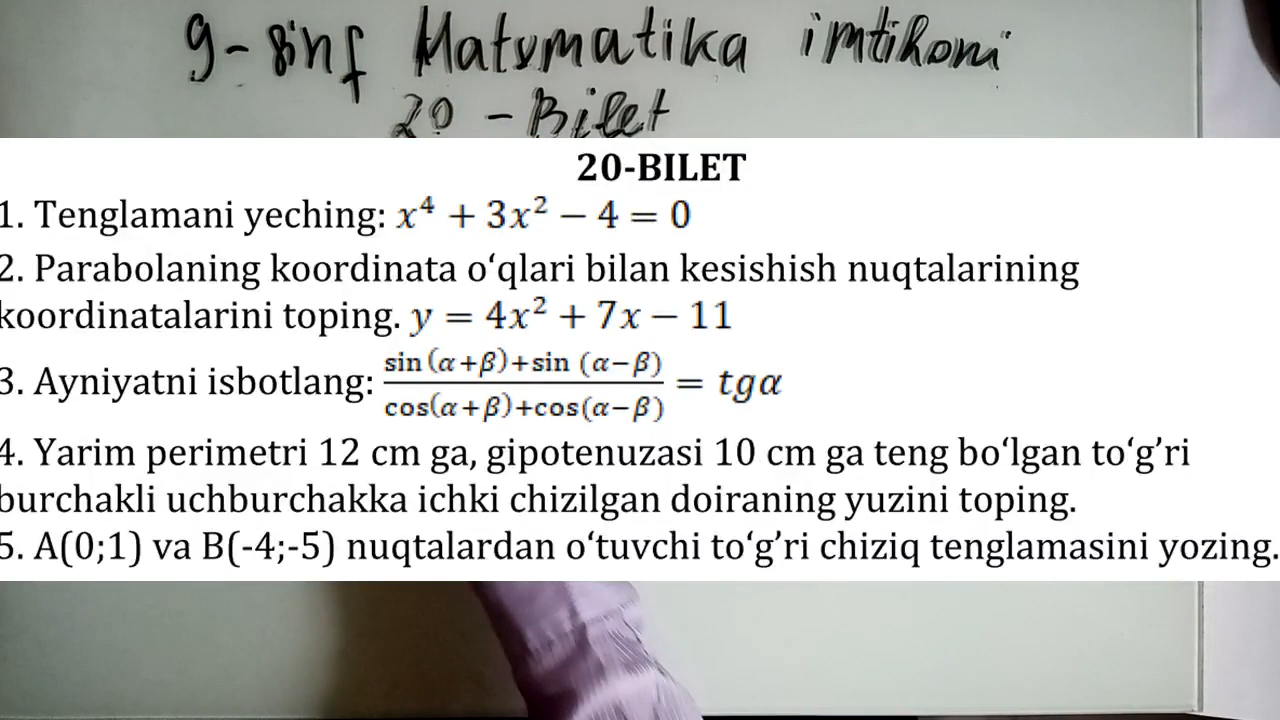 9-sinf Matematika imtihoni
20-Bilet
20-BILET
1. Tenglamani yeching: x⁴ + 3x² − 4 = 0
2. Parabolaning koordinata o‘qlari bilan kesishish nuqtalarining
koordinatalarini toping. y = 4x² + 7x − 11
3. Ayniyatni isbotlang: (sin(α+β)+sin (α−β))/(cos(α+β)+cos(α−β)) = tgα
4. Yarim perimetri 12 cm ga, gipotenuzasi 10 cm ga teng bo‘lgan to‘g’ri
burchakli uchburchakka ichki chizilgan doiraning yuzini toping.
5. A(0;1) va B(-4;-5) nuqtalardan o‘tuvchi to‘g’ri chiziq tenglamasini yozing.